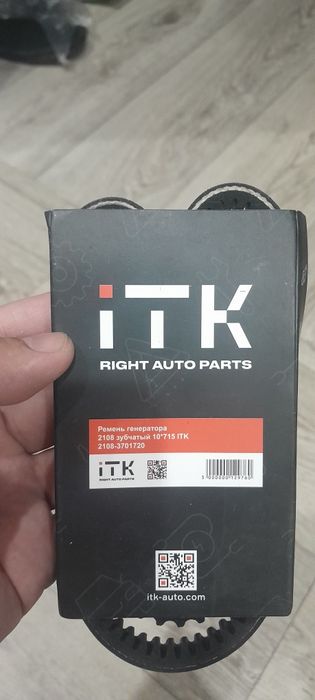 iTK
RIGHT AUTO PARTS
Ремень генератора
2108 зубчатый 10*715 ITK
2108-3701720
iTK
RIGHT AUTO PARTS
itk-auto.com